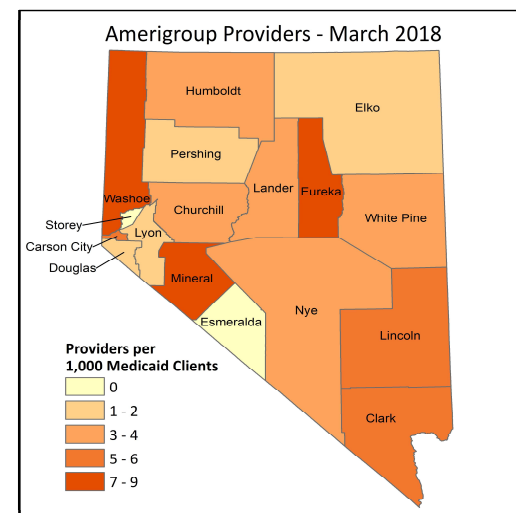 Amerigroup Providers - March 2018
Humboldt
Elko
Pershing
Washoe
Lander
Eureka
Churchill
White Pine
Storey
Lyon
Carson City
Douglas
Mineral
Nye
Esmeralda
Lincoln
Clark
Providers per
1,000 Medicaid Clients
0
1 - 2
3 - 4
5 - 6
7 - 9